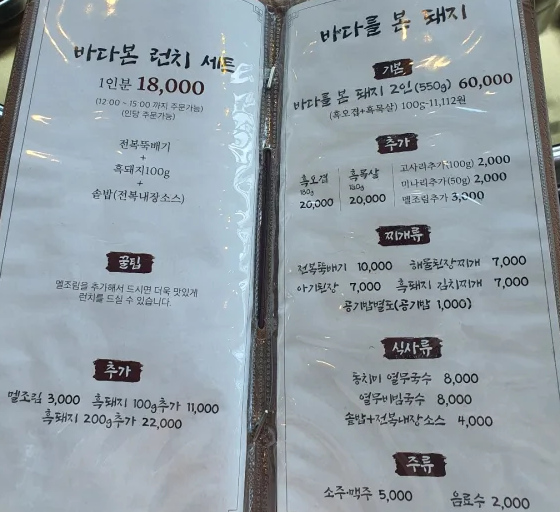 바다본 런치 세트
1인분 18,000
(12:00 ~ 15:00 까지 주문가능)
(인당 주문가능)
전복뚝배기
+
흑돼지100g
+
솥밥(전복내장소스)
꿀팁
멜조림을 추가해서 드시면 더욱 맛있게
런치를 드실 수 있습니다.
추가
멜조림 3,000 흑돼지 100g추가 11,000
흑돼지 200g추가 22,000
바다를 본 돼지
기본
바다를 본 돼지 2인(550g) 60,000
(흑오겹+흑목살) 100g-11,112원
추가
흑오겹 180g 20,000
흑목살 180g 20,000
고사리추가(100g) 2,000
미나리추가(50g) 2,000
멜조림추가 3,000
찌개류
전복뚝배기 10,000 해물된장찌개 7,000
아기된장 7,000 흑돼지 김치찌개 7,000
공기밥별도(공기밥 1,000)
식사류
동치미 열무국수 8,000
열무비빔국수 8,000
솥밥+전복내장소스 4,000
주류
소주·맥주 5,000 음료수 2,000